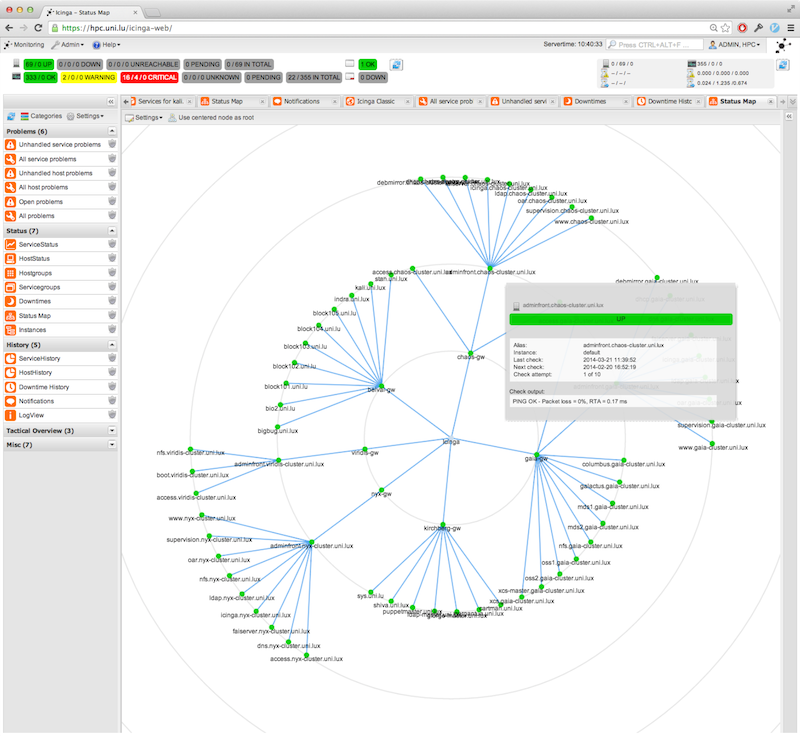 Icinga - Status Map
https://hpc.uni.lu/icinga-web/
Monitoring Admin Help Servertime: 10:40:33 Press CTRL+ALT+F ... ADMIN, HPC
69 / 0 UP 0 / 0 / 0 DOWN 0 / 0 / 0 UNREACHABLE 0 PENDING 0 / 69 IN TOTAL 1 OK 0 / 69 / 0 355 / 0 / 0
333 / 0 OK 2 / 0 / 0 WARNING 16 / 4 / 0 CRITICAL 0 / 0 / 0 UNKNOWN 0 PENDING 22 / 355 IN TOTAL 0 DOWN
– / – / – 0.000 / 0.000 / 0.000
– / – / – 0.024 / 1.235 /0.674
Services for kali. Status Map Notifications Icinga Classic All service prob Unhandled servi Downtimes Downtime Histo Status Map
Categories Settings
Settings Use centered node as root
Problems (6)
Unhandled service problems
All service problems
Unhandled host problems
All host problems
Open problems
All problems
Status (7)
ServiceStatus
HostStatus
Hostgroups
Servicegroups
Downtimes
Status Map
Instances
History (5)
ServiceHistory
HostHistory
Downtime History
Notifications
LogView
Tactical Overview (3)
Misc (7)
icinga.chaos-cluster.uni.lux
ldap.chaos-cluster.uni.lux
oar.chaos-cluster.uni.lux
supervision.chaos-cluster.uni.lux
www.chaos-cluster.uni.lux
access.chaos-cluster.uni.lux
adminfront.chaos-cluster.uni.lux
stan.uni.lux
kali.uni.lux
indra.uni.lux
block105.uni.lu
block104.uni.lux
block103.uni.lux
block102.uni.lux
block101.uni.lu
bio2.uni.lux
bigbug.uni.lux
belval-gw
chaos-gw
debmirror.gaia-cluster.uni.lux
adminfront.chaos-cluster.uni.lux
UP
Alias: adminfront.chaos-cluster.uni.lux
Instance: default
Last check: 2014-03-21 11:39:52
Next check: 2014-02-20 16:52:19
Check attempt: 1 of 10
Check output:
PING OK - Packet loss = 0%, RTA = 0.17 ms
supervision.gaia-cluster.uni.lux
www.gaia-cluster.uni.lux
icinga
viridis-gw
nyx-gw
gaia-gw
kirchberg-gw
nfs.viridis-cluster.uni.lux
adminfront.viridis-cluster.uni.lux
boot.viridis-cluster.uni.lux
access.viridis-cluster.uni.lux
columbus.gaia-cluster.uni.lux
galactus.gaia-cluster.uni.lux
mds1.gaia-cluster.uni.lux
mds2.gaia-cluster.uni.lux
nfs.gaia-cluster.uni.lux
oss1.gaia-cluster.uni.lux
oss2.gaia-cluster.uni.lux
xcs-master.gaia-cluster.uni.lux
xcs.gaia-cluster.uni.lux
cartman.uni.lux
www.nyx-cluster.uni.lux
supervision.nyx-cluster.uni.lux
adminfront.nyx-cluster.uni.lux
oar.nyx-cluster.uni.lux
nfs.nyx-cluster.uni.lux
ldap.nyx-cluster.uni.lux
icinga.nyx-cluster.uni.lux
faiserver.nyx-cluster.uni.lux
dns.nyx-cluster.uni.lux
access.nyx-cluster.uni.lux
sys.uni.lu
shiva.uni.lux